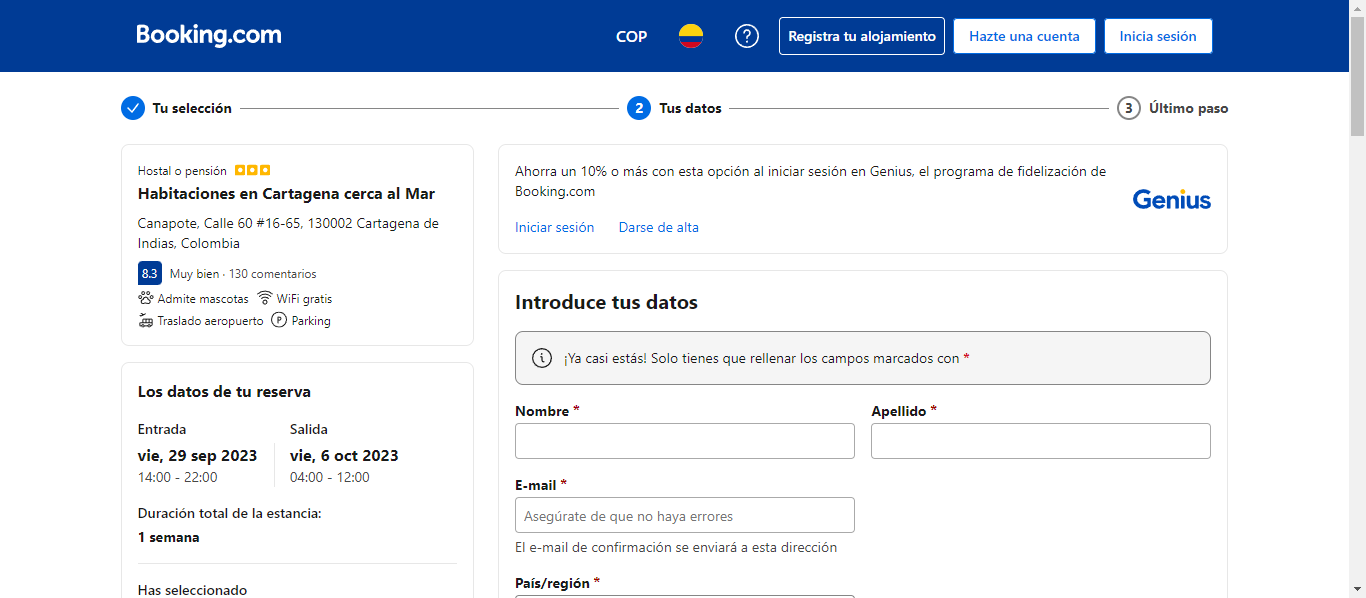 Booking.com
COP
Registra tu alojamiento
Hazte una cuenta
Inicia sesión
Tu selección
2 Tus datos
3 Último paso
Hostal o pensión
Habitaciones en Cartagena cerca al Mar
Canapote, Calle 60 #16-65, 130002 Cartagena de
Indias, Colombia
8.3 Muy bien · 130 comentarios
Admite mascotas WiFi gratis
Traslado aeropuerto P Parking
Los datos de tu reserva
Entrada
vie, 29 sep 2023
14:00 - 22:00
Salida
vie, 6 oct 2023
04:00 - 12:00
Duración total de la estancia:
1 semana
Has seleccionado
Ahorra un 10% o más con esta opción al iniciar sesión en Genius, el programa de fidelización de
Booking.com
Iniciar sesión Darse de alta
Genius
Introduce tus datos
¡Ya casi estás! Solo tienes que rellenar los campos marcados con *
Nombre *
Apellido *
E-mail *
Asegúrate de que no haya errores
El e-mail de confirmación se enviará a esta dirección
País/región *